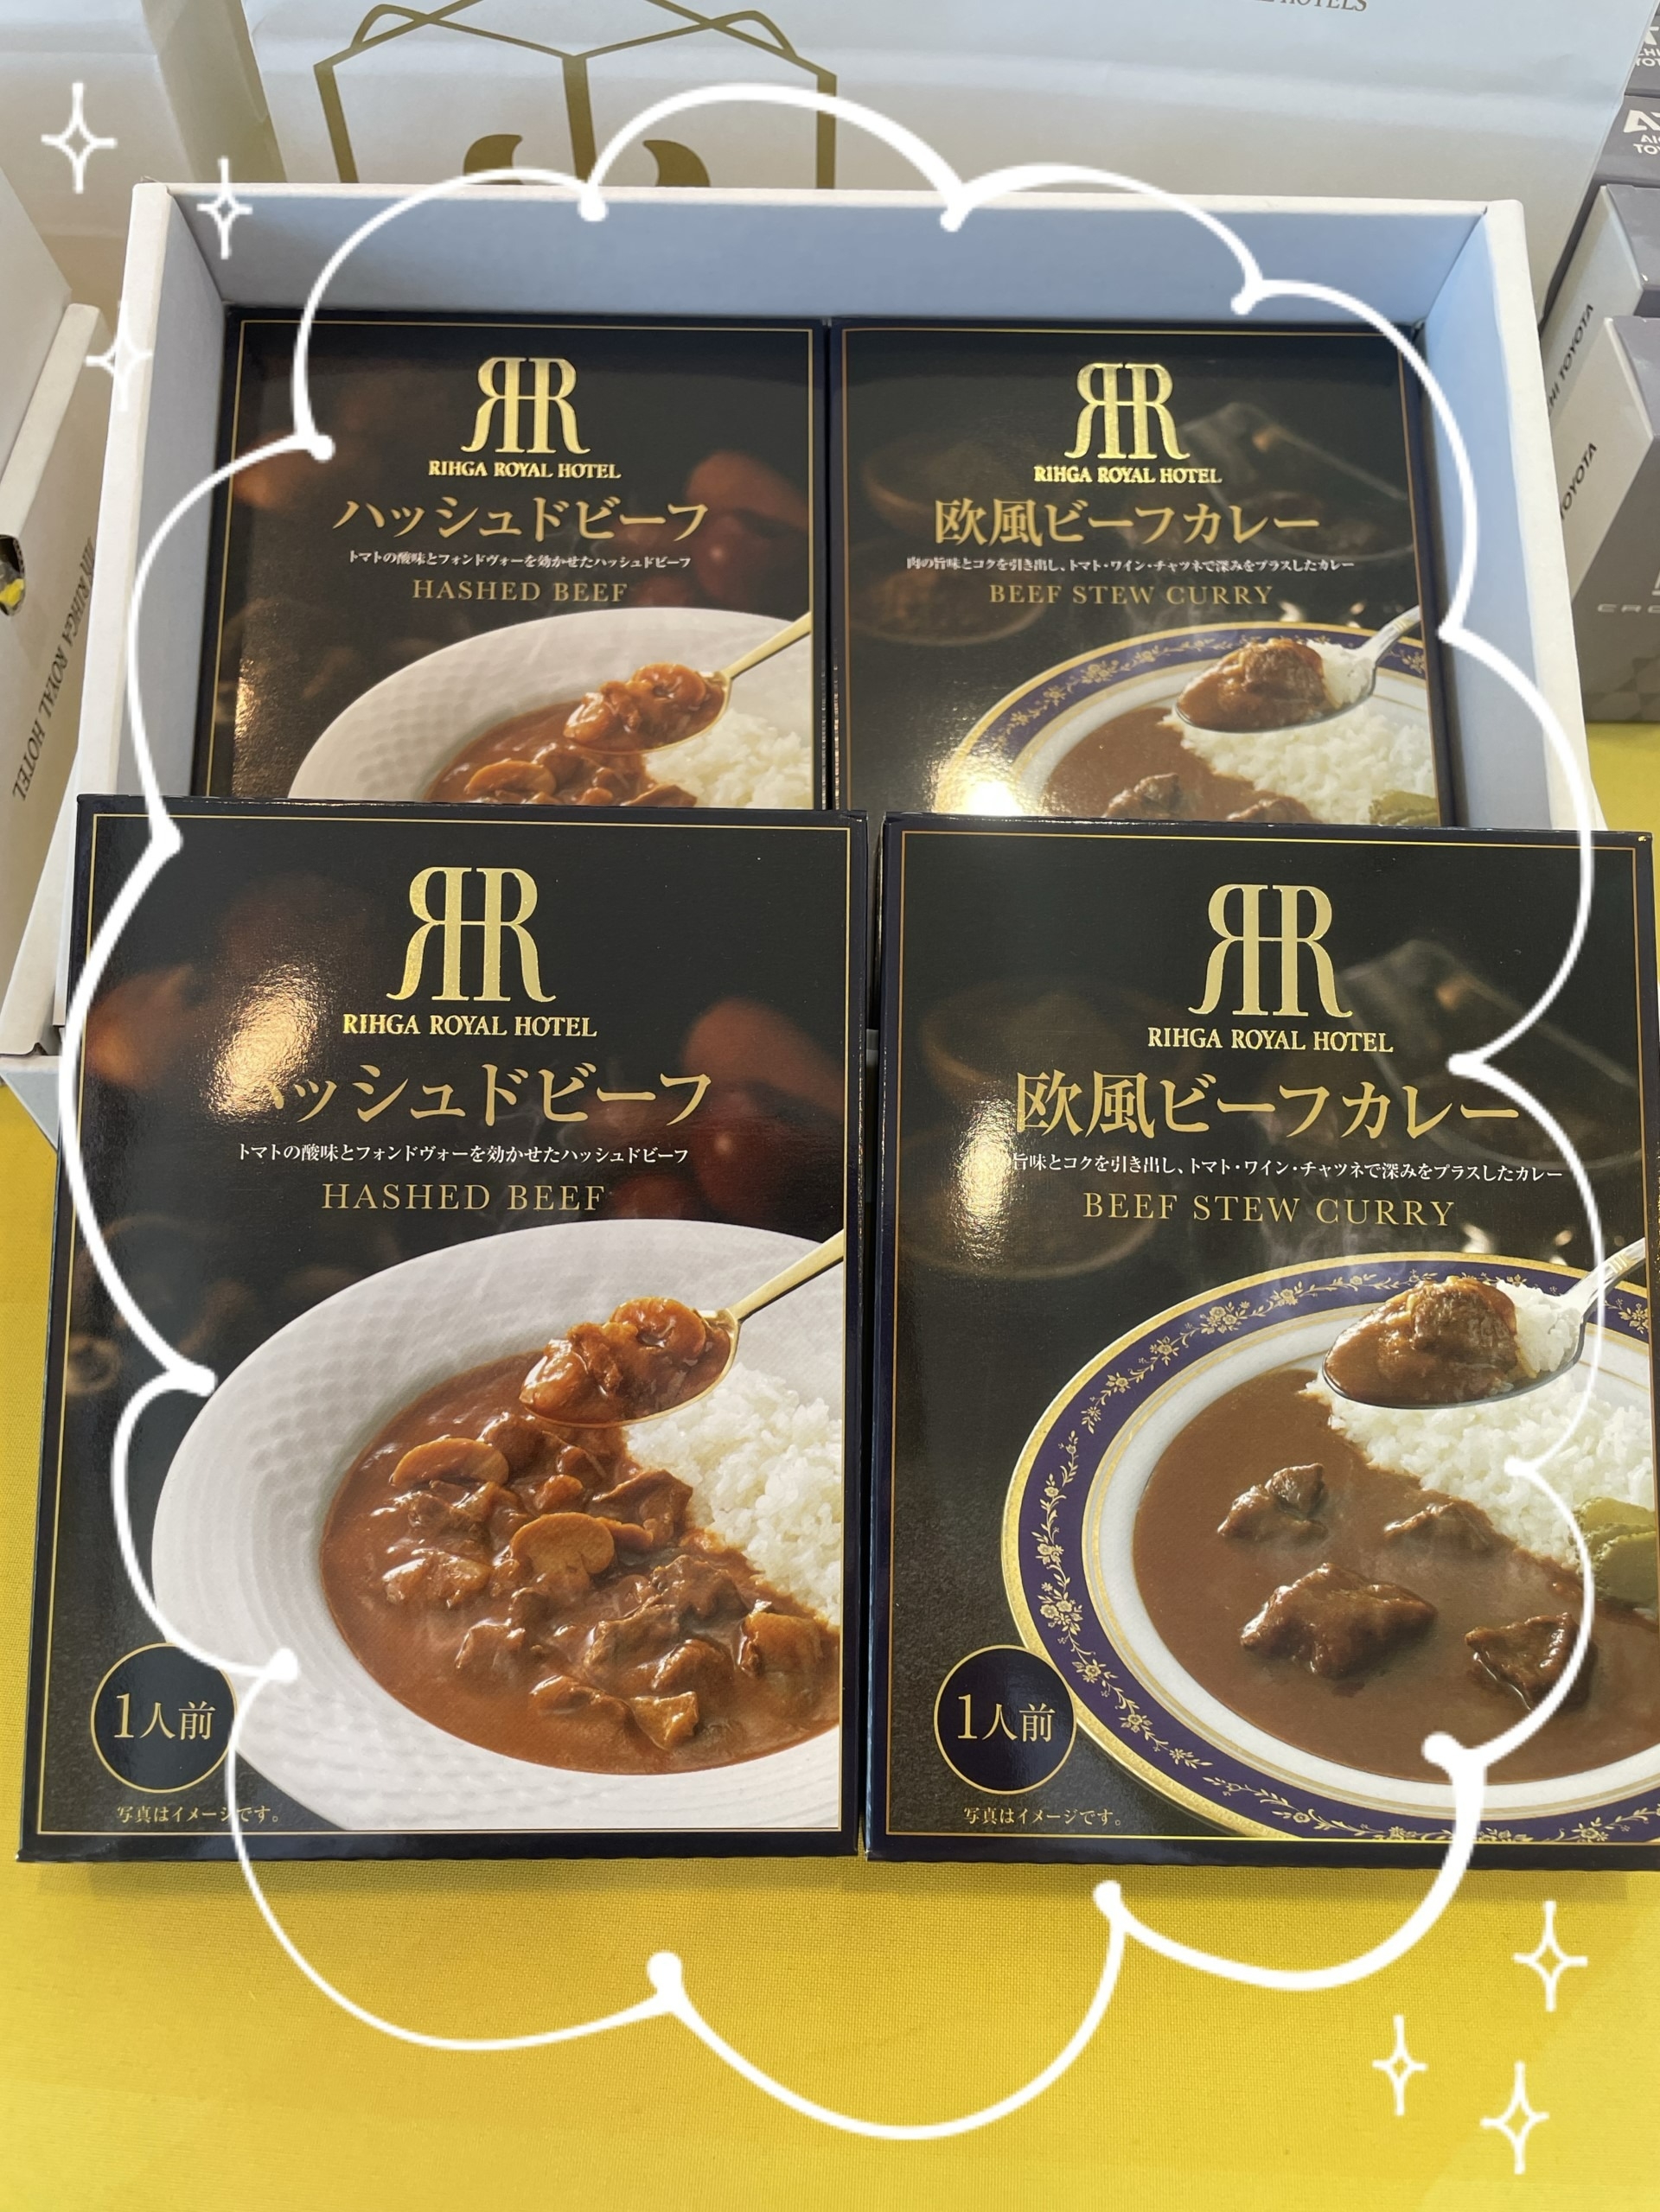 HOTELS
RIHGA ROYAL HOTEL
ハッシュドビーフ
トマトの酸味とフォンドヴォーを効かせたハッシュドビーフ
HASHED BEEF
RIHGA ROYAL HOTEL
欧風ビーフカレー
肉の旨味とコクを引き出し、トマト・ワイン・チャツネで深みをプラスしたカレー
BEEF STEW CURRY
RIHGA ROYAL HOTEL
TOYOTA
TOYOTA
RIHGA ROYAL HOTEL
ッシュドビーフ
トマトの酸味とフォンドヴォーを効かせたハッシュドビーフ
HASHED BEEF
1人前
写真はイメージです。
RIHGA ROYAL HOTEL
欧風ビーフカレー
旨味とコクを引き出し、トマト・ワイン・チャツネで深みをプラスしたカレー
BEEF STEW CURRY
1人前
写真はイメージです。